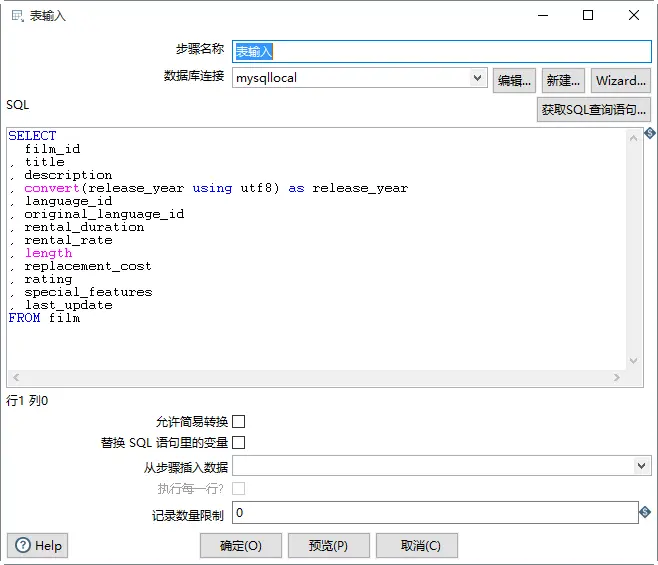 表输入
步骤名称 表输入
数据库连接 mysqllocal 编辑... 新建... Wizard...
SQL 获取SQL查询语句...
SELECT
film_id
, title
, description
, convert(release_year using utf8) as release_year
, language_id
, original_language_id
, rental_duration
, rental_rate
, length
, replacement_cost
, rating
, special_features
, last_update
FROM film
行1 列0
允许简易转换
替换 SQL 语句里的变量
从步骤插入数据
执行每一行?
记录数量限制 0
Help 确定(O) 预览(P) 取消(C)